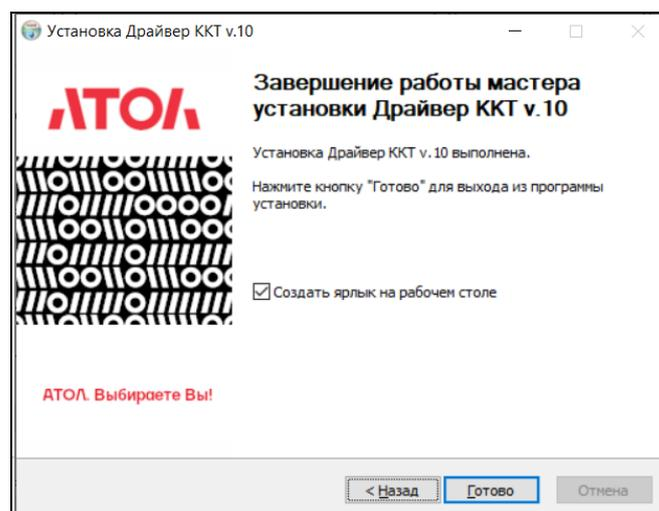 Установка Драйвер ККТ v.10
АТОЛ
Завершение работы мастера
установки Драйвер ККТ v.10
Установка Драйвер ККТ v.10 выполнена.
Нажмите кнопку "Готово" для выхода из программы
установки.
Создать ярлык на рабочем столе
АТОЛ. Выбираете Вы!
< Назад
Готово
Отмена